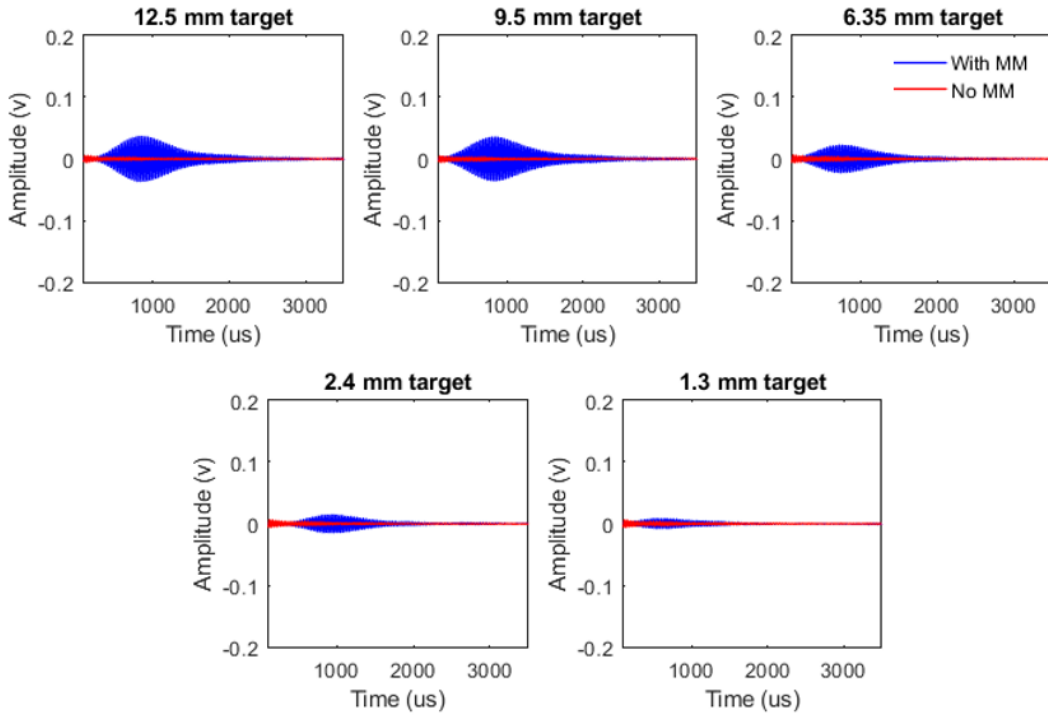 12.5 mm target
9.5 mm target
6.35 mm target
0.2
0.1
0
-0.1
-0.2
Amplitude (v)
1000 2000 3000
Time (us)
0.2
0.1
0
-0.1
-0.2
Amplitude (v)
1000 2000 3000
Time (us)
0.2
0.1
0
-0.1
-0.2
Amplitude (v)
With MM
No MM
1000 2000 3000
Time (us)
2.4 mm target
1.3 mm target
0.2
0.1
0
-0.1
-0.2
Amplitude (v)
1000 2000 3000
Time (us)
0.2
0.1
0
-0.1
-0.2
Amplitude (v)
1000 2000 3000
Time (us)